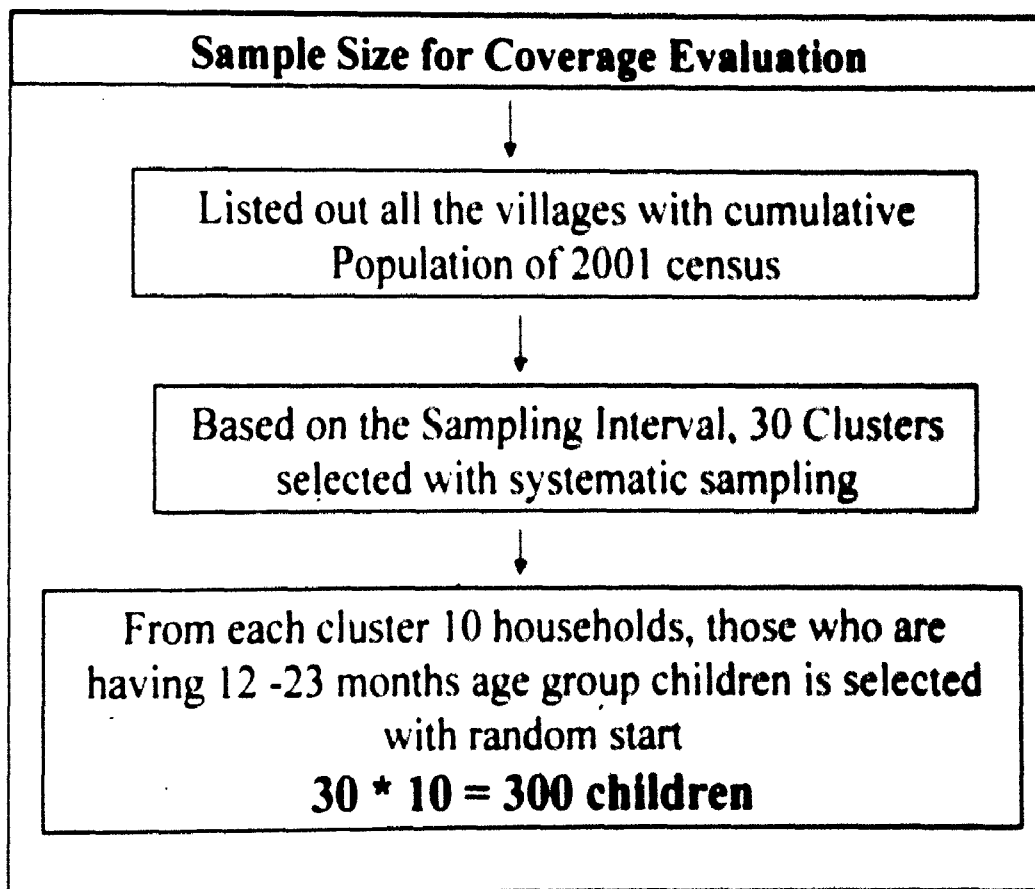 Sample Size for Coverage Evaluation
Listed out all the villages with cumulative
Population of 2001 census
Based on the Sampling Interval, 30 Clusters
selected with systematic sampling
From each cluster 10 households, those who are
having 12 -23 months age group children is selected
with random start
30 * 10 = 300 children